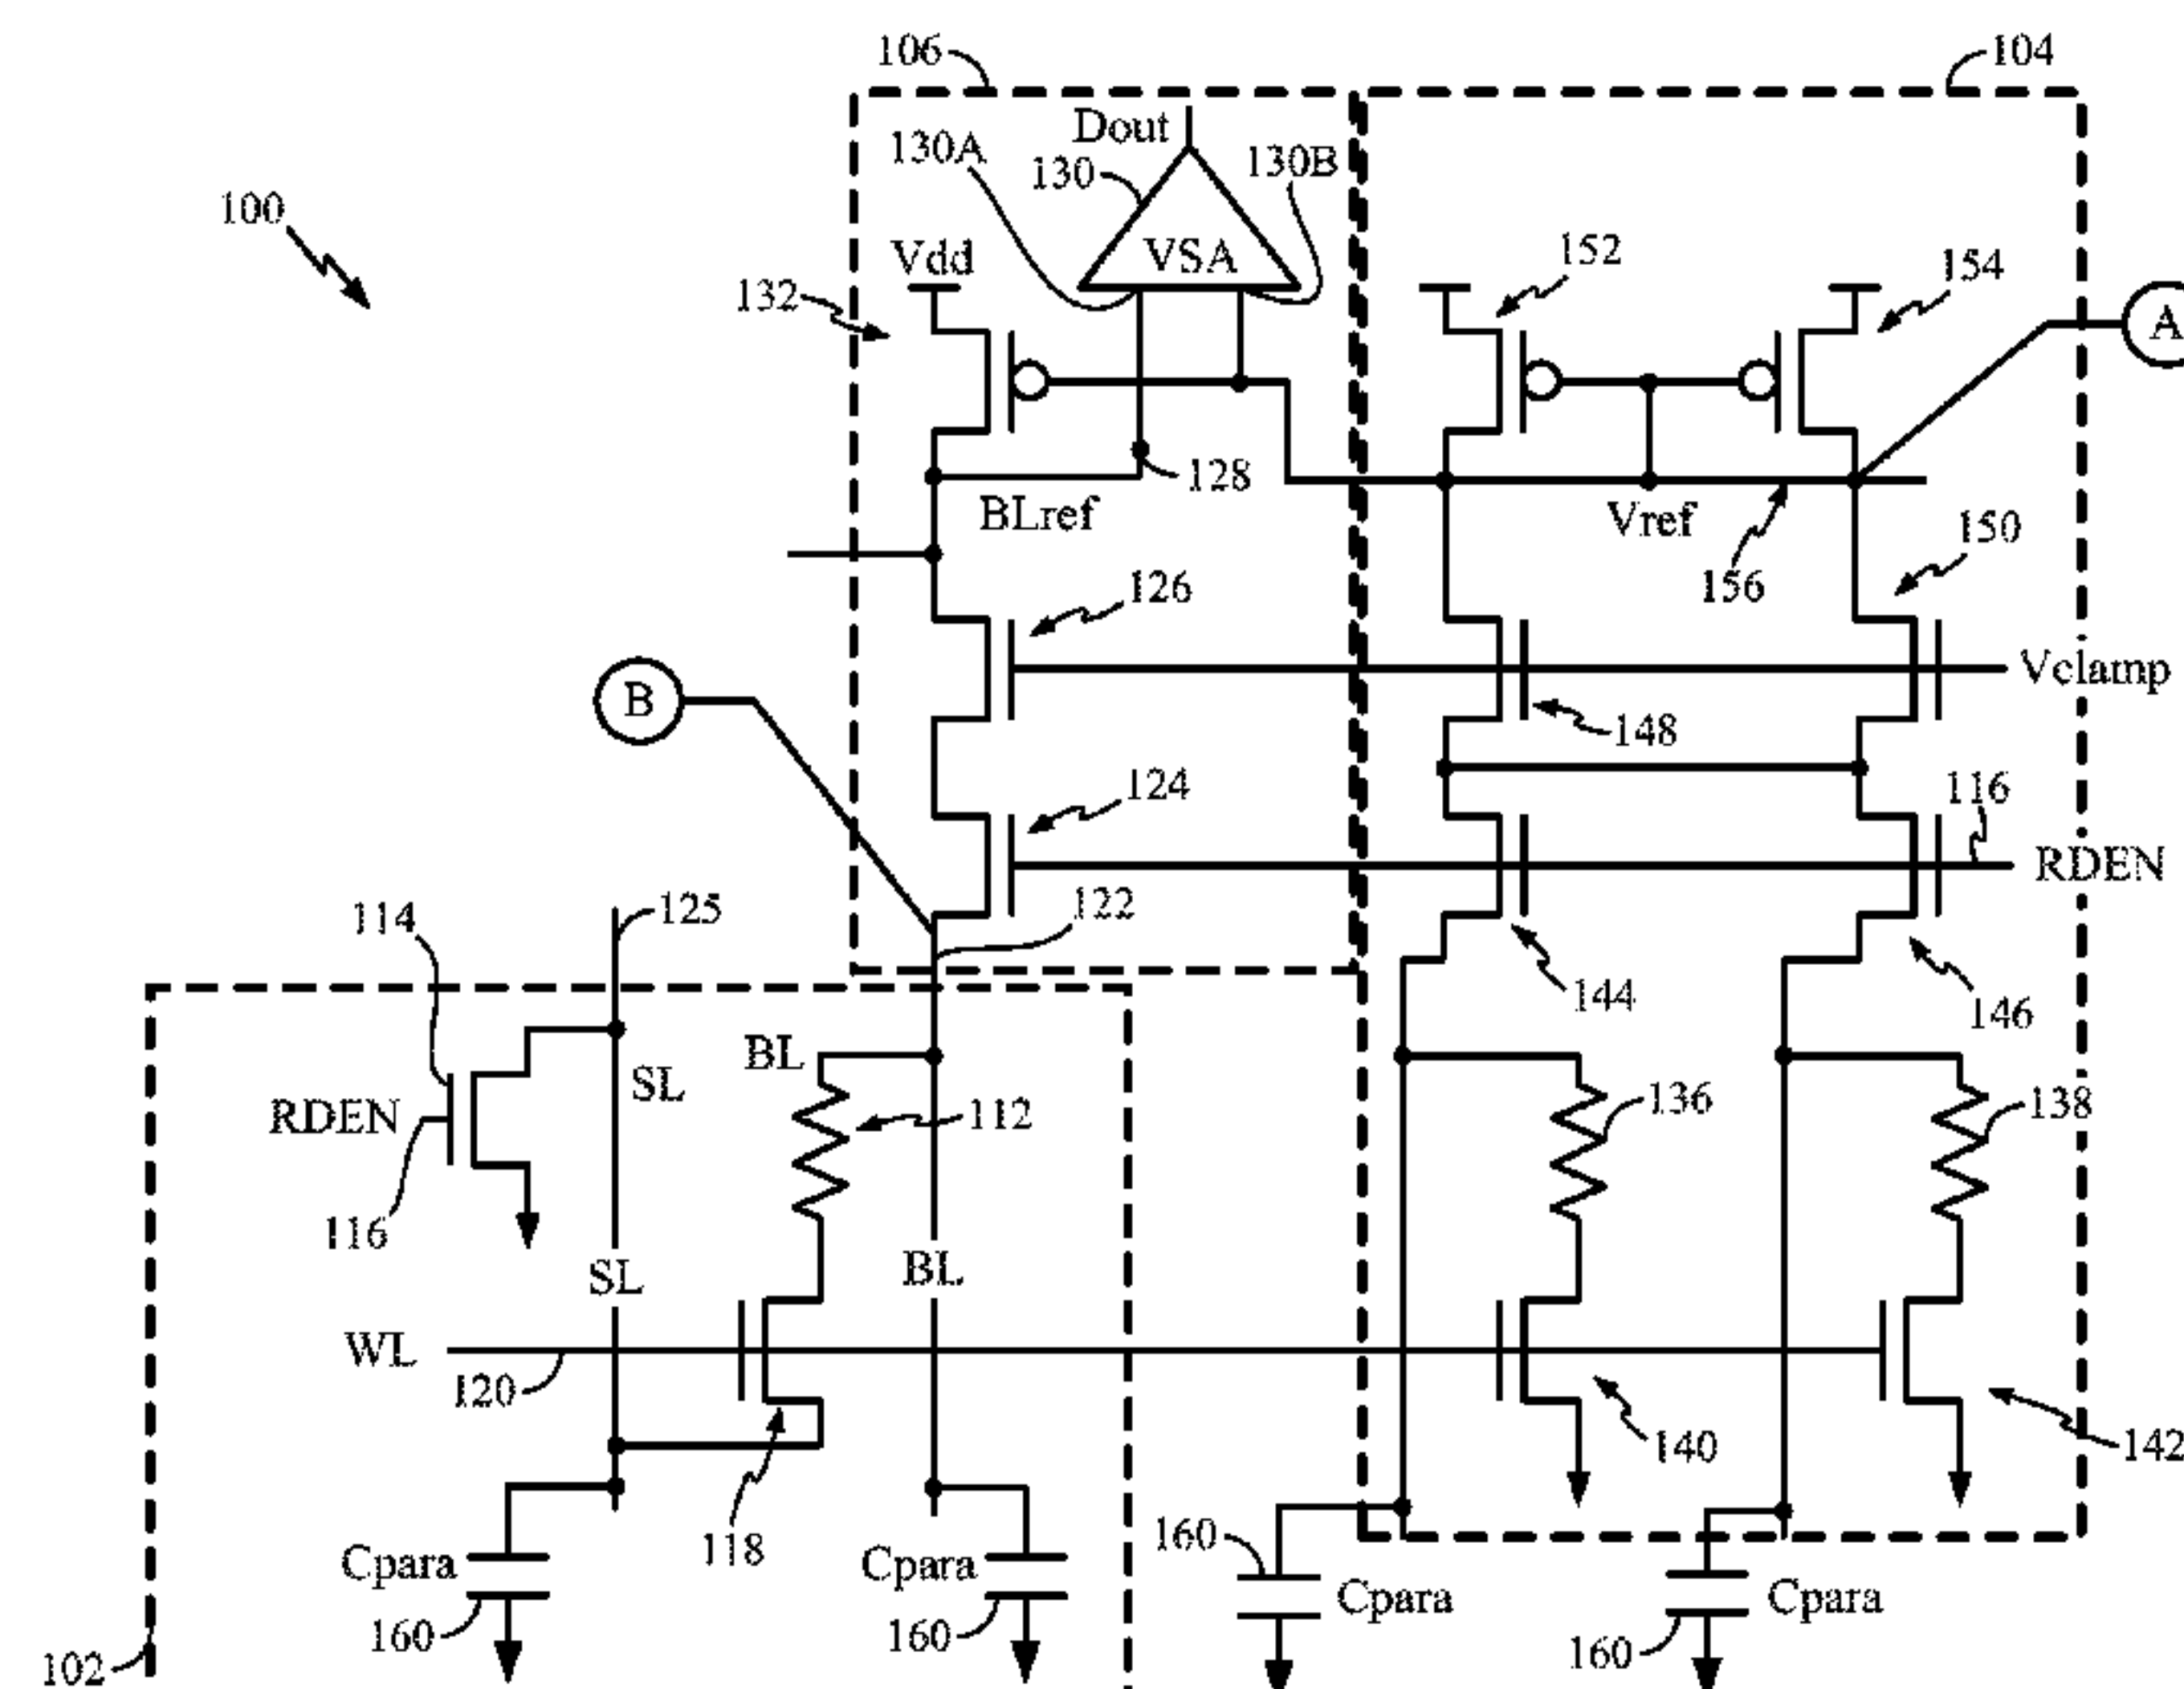 106
104
Dout
130A
130
130B
100
Vdd
VSA
152
154
132
A
128
BLref
Vref
150
126
156
Vclamp
B
148
124
116
RDEN
114
125
122
144
146
BL
SL
RDEN
112
136
138
116
SL
BL
WL
120
140
142
118
Cpara
Cpara
160
Cpara
Cpara
160
160
160
102